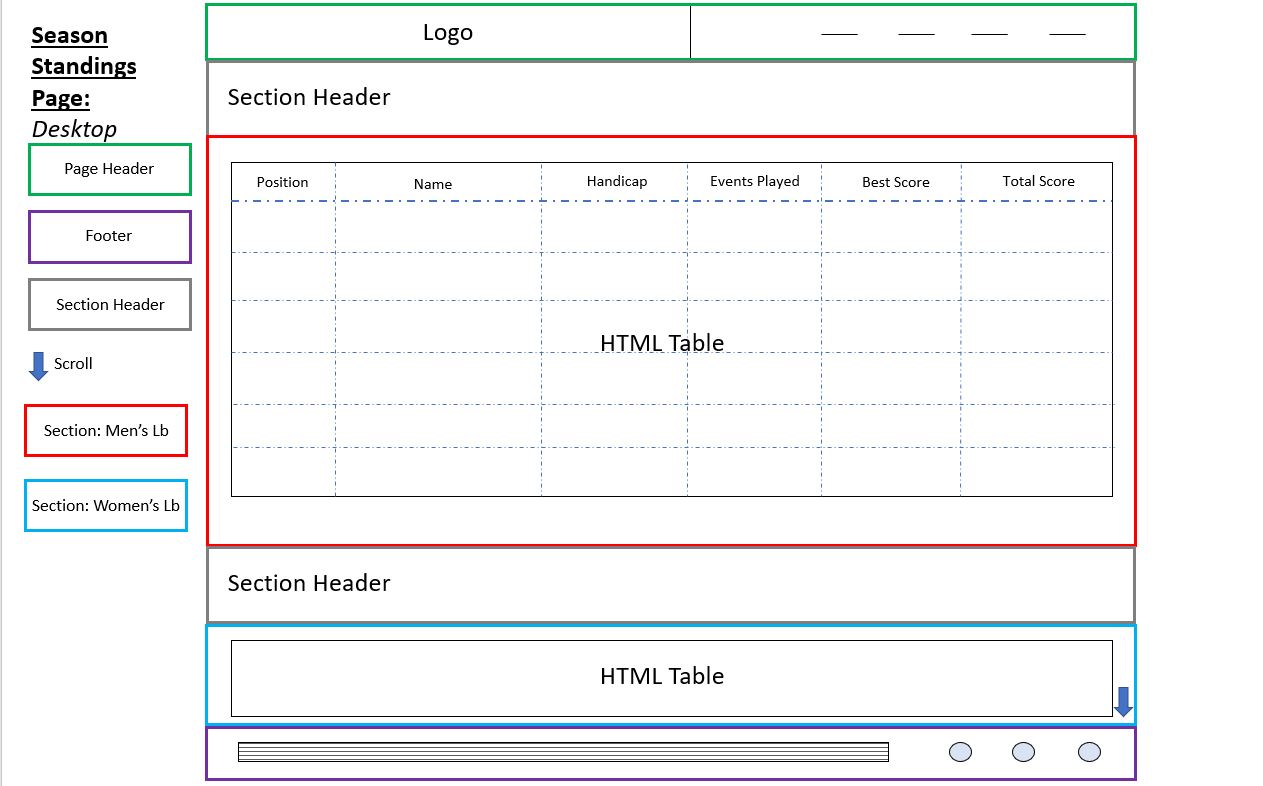 Season
Standings
Page:
Desktop
Page Header
Footer
Section Header
Scroll
Section: Men's Lb
Section: Women's Lb
Logo
Section Header
Position Name Handicap Events Played Best Score Total Score
HTML Table
Section Header
HTML Table